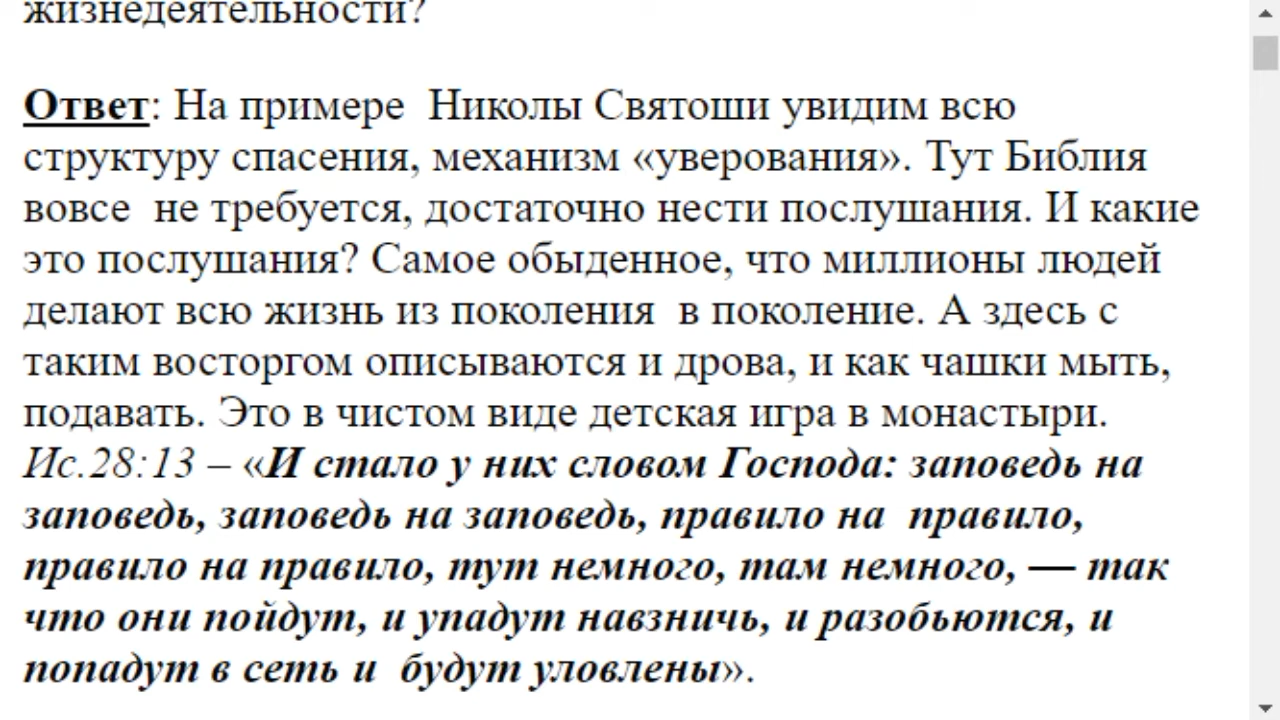 жизнедеятельности?
Ответ: На примере  Николы Святоши увидим всю
структуру спасения, механизм «уверования». Тут Библия
вовсе  не требуется, достаточно нести послушания. И какие
это послушания? Самое обыденное, что миллионы людей
делают всю жизнь из поколения  в поколение. А здесь с
таким восторгом описываются и дрова, и как чашки мыть,
подавать. Это в чистом виде детская игра в монастыри.
Ис.28:13 – «И стало у них словом Господа: заповедь на
заповедь, заповедь на заповедь, правило на  правило,
правило на правило, тут немного, там немного, — так
что они пойдут, и упадут навзничь, и разобьются, и
попадут в сеть и  будут уловлены».